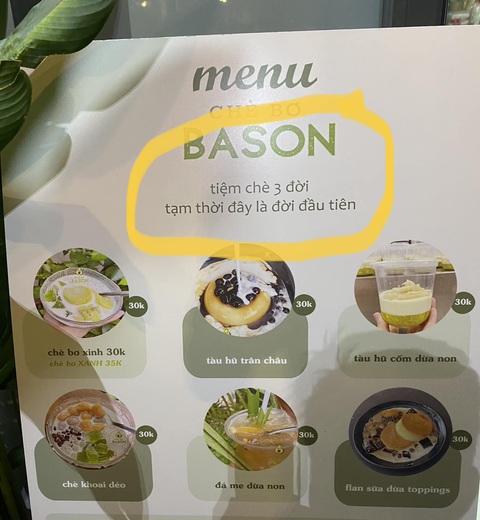 menu
CHÈ BƠ
BASON
tiệm chè 3 đời
tạm thời đây là đời đầu tiên
30k
30k
30k
chè bơ xinh 30k
chè bơ XANH 35K
tàu hũ trân châu
tàu hũ cốm dừa non
30k
30k
30k
chè khoai dẻo
đá me dừa non
flan sữa dừa toppings